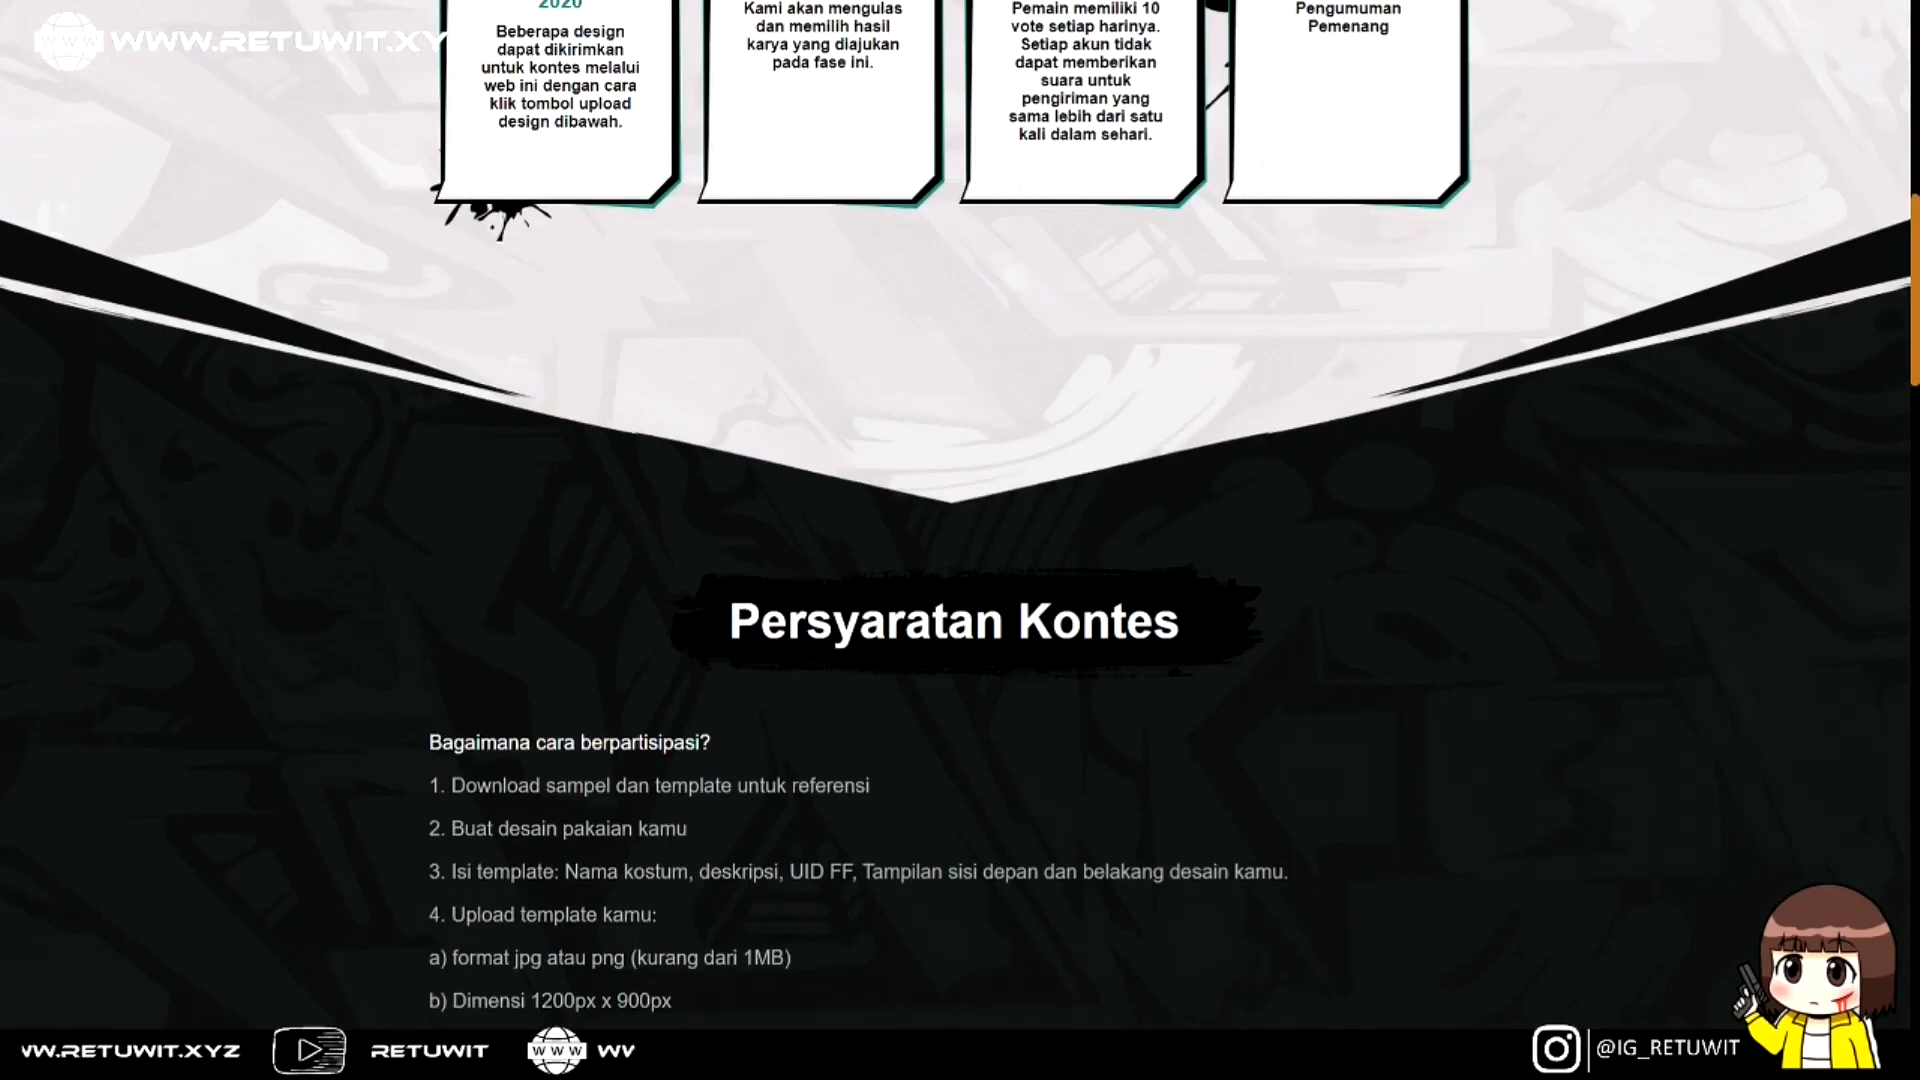 2020
Beberapa design
dapat dikirimkan
untuk kontes melalui
web ini dengan cara
klik tombol upload
design dibawah.
Kami akan mengulas
dan memilih hasil
karya yang diajukan
pada fase ini.
Pemain memiliki 10
vote setiap harinya.
Setiap akun tidak
dapat memberikan
suara untuk
pengiriman yang
sama lebih dari satu
kali dalam sehari.
Pengumuman
Pemenang
WWW.RETUWIT.XY
Persyaratan Kontes
Bagaimana cara berpartisipasi?
1. Download sampel dan template untuk referensi
2. Buat desain pakaian kamu
3. Isi template: Nama kostum, deskripsi, UID FF, Tampilan sisi depan dan belakang desain kamu.
4. Upload template kamu:
a) format jpg atau png (kurang dari 1MB)
b) Dimensi 1200px x 900px
WW.RETUWIT.XYZ
RETUWIT
WWW
WV
@IG_RETUWIT